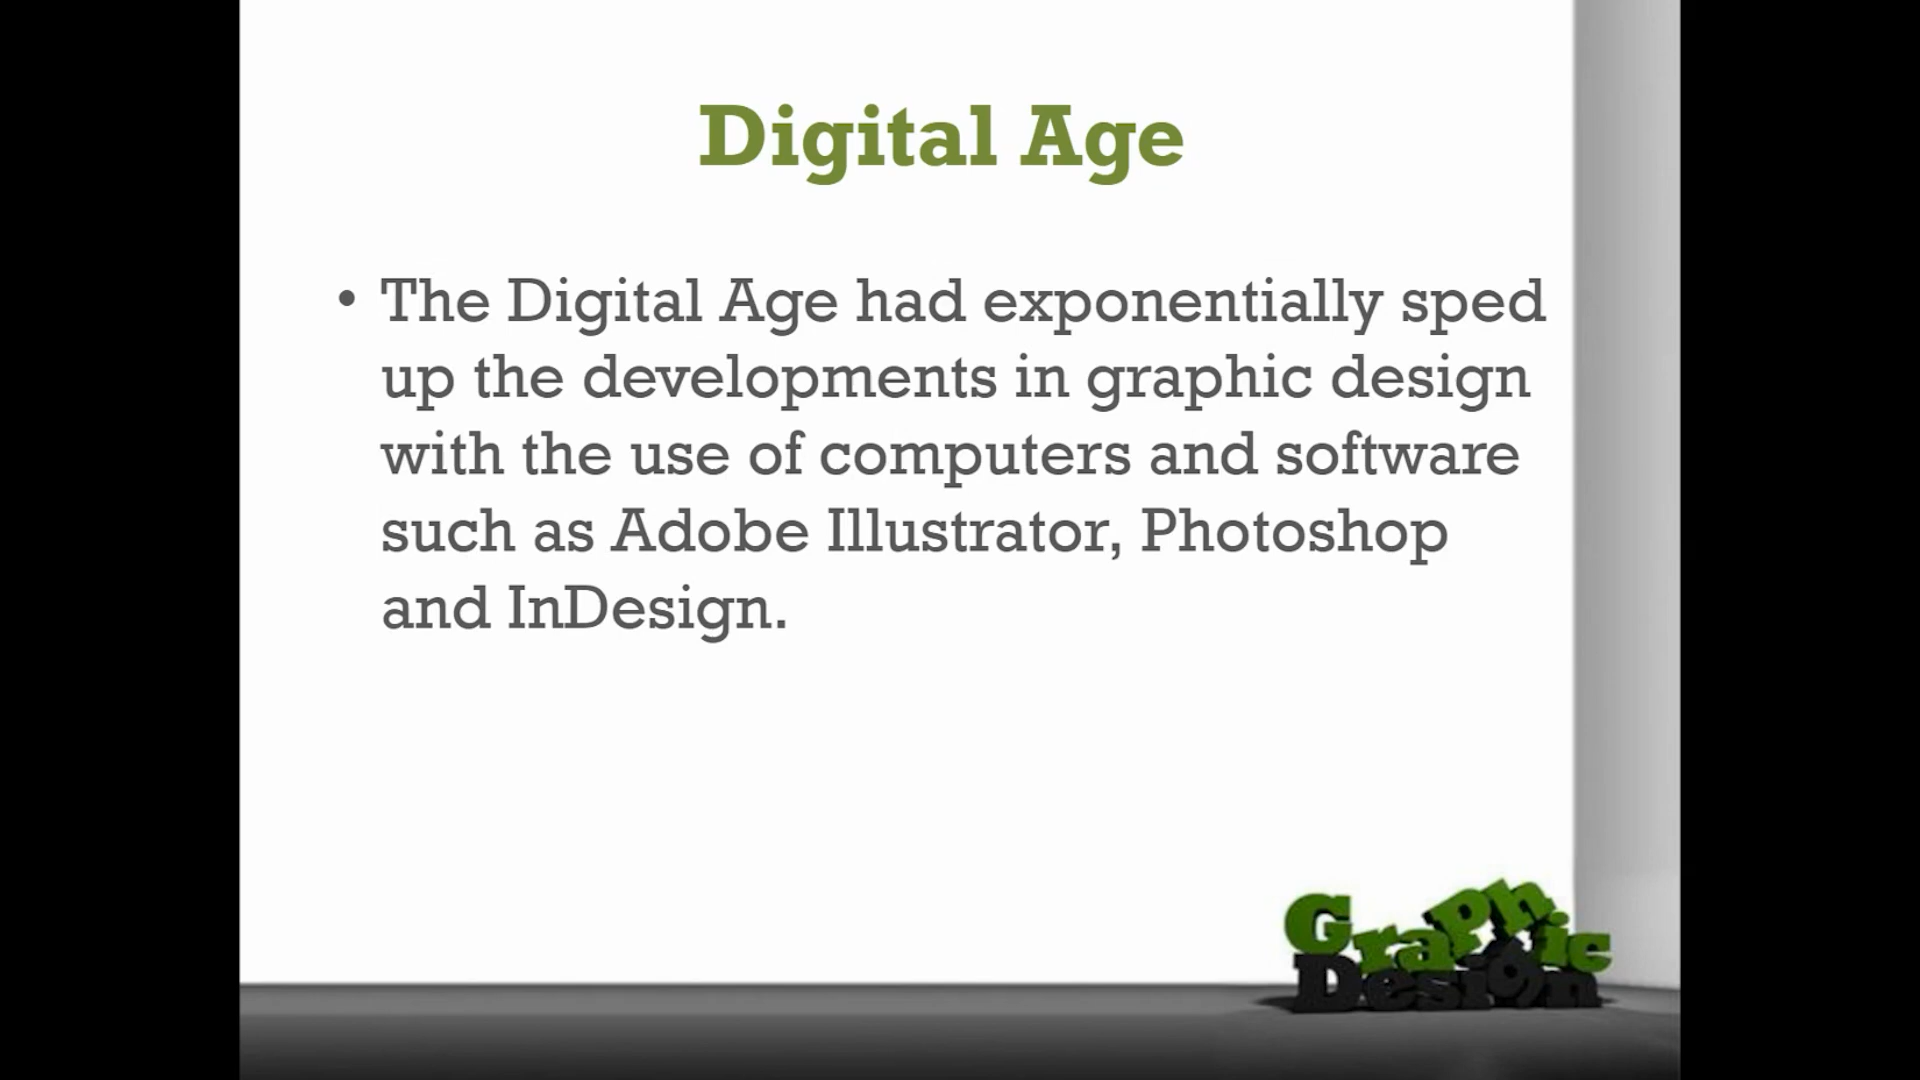 Digital Age
• The Digital Age had exponentially sped
up the developments in graphic design
with the use of computers and software
such as Adobe Illustrator, Photoshop
and InDesign.
Graphic
Design